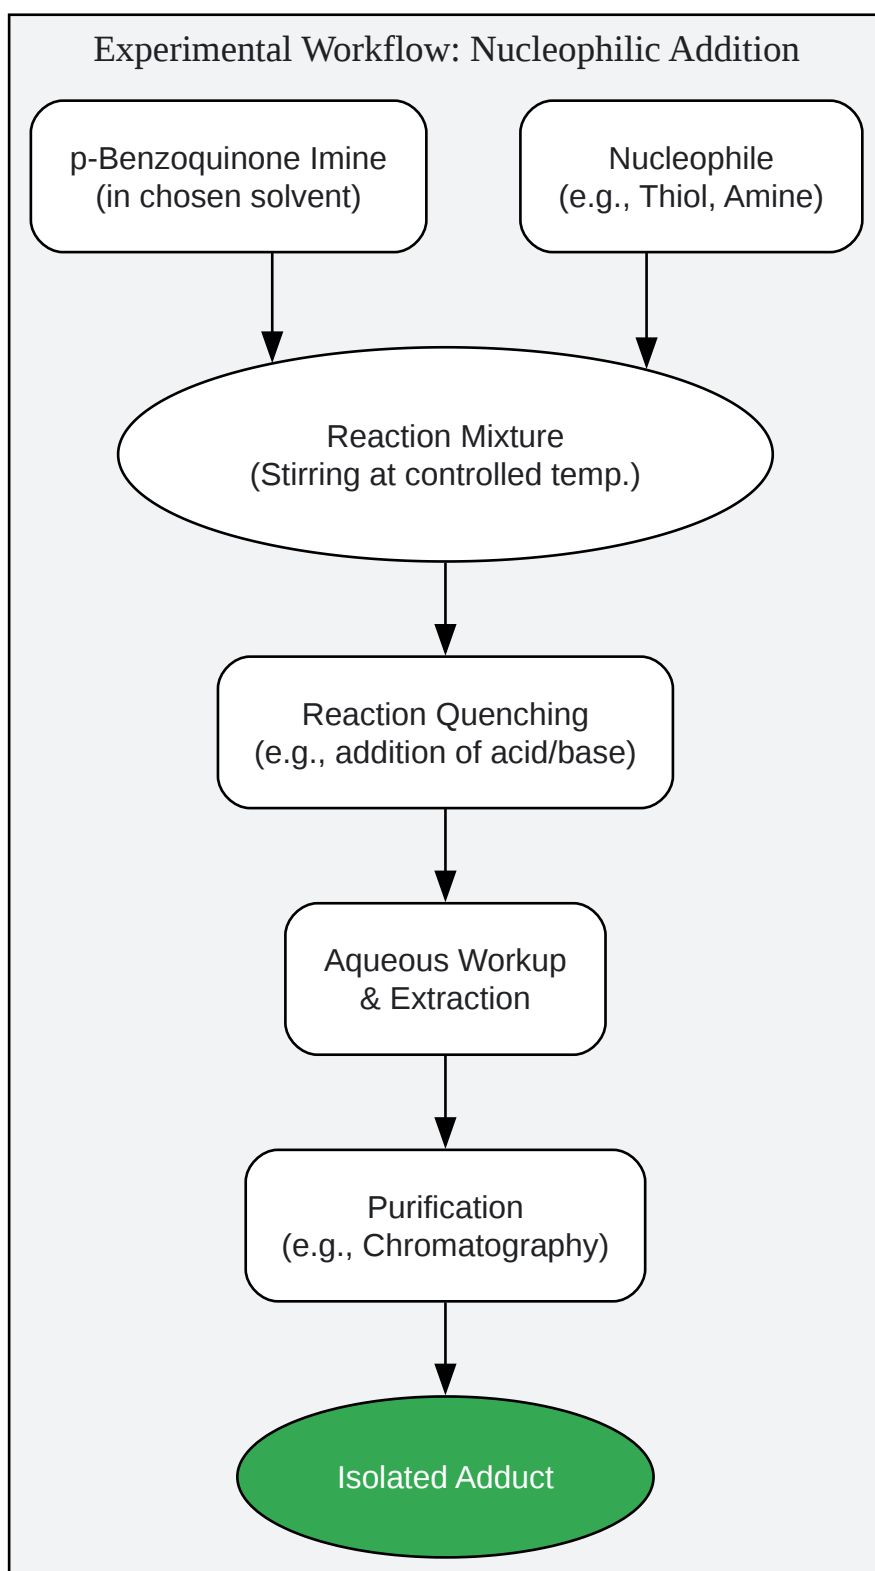 Experimental Workflow: Nucleophilic Addition
p-Benzoquinone Imine
(in chosen solvent)
Nucleophile
(e.g., Thiol, Amine)
Reaction Mixture
(Stirring at controlled temp.)
Reaction Quenching
(e.g., addition of acid/base)
Aqueous Workup
& Extraction
Purification
(e.g., Chromatography)
Isolated Adduct